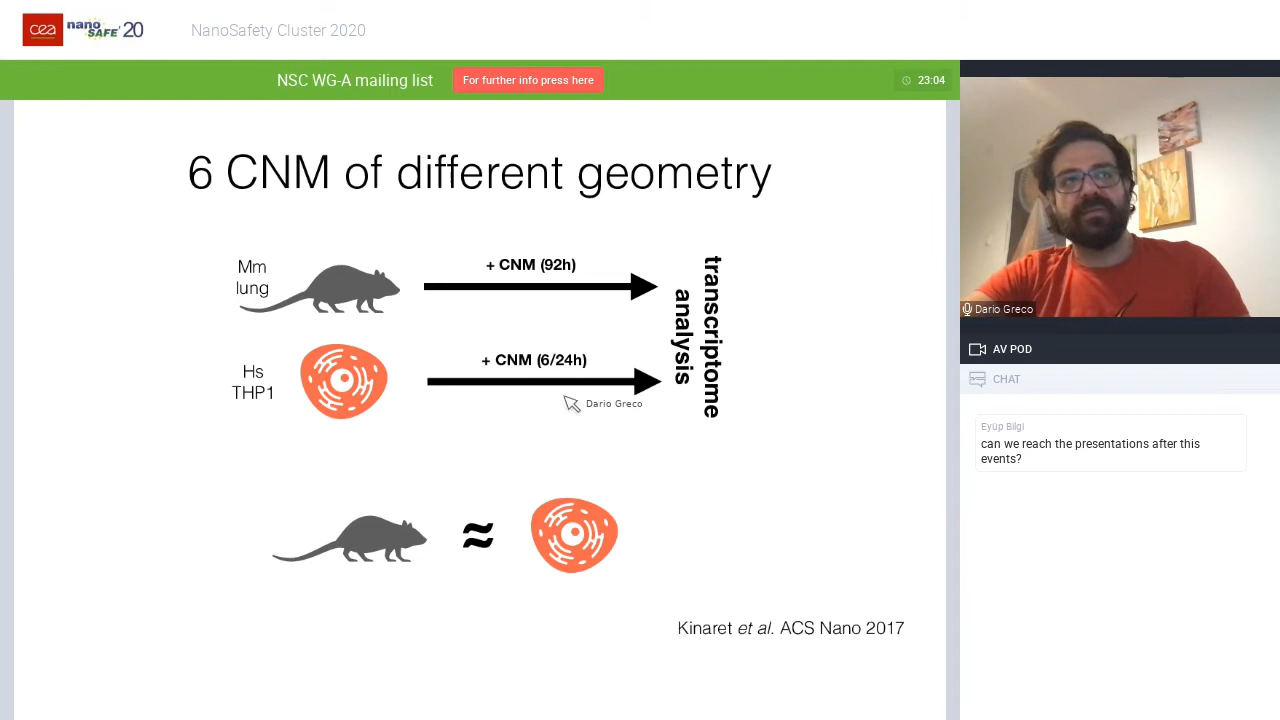 cea
nano
SAFE'20
NanoSafety Cluster 2020
NSC WG-A mailing list
For further info press here
23:04
6 CNM of different geometry
Mm
lung
+ CNM (92h)
Hs
THP1
+ CNM (6/24h)
Dario Greco
transcriptome
analysis
≈
Kinaret et al. ACS Nano 2017
Dario Greco
AV POD
CHAT
Eyüp Bilgi
can we reach the presentations after this
events?